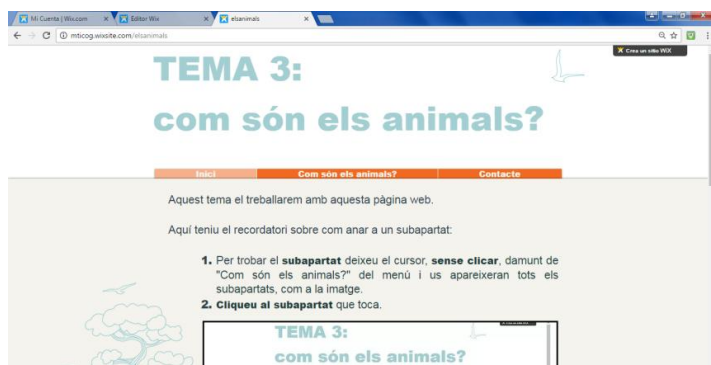 Mi Cuenta | Wix.com
Editor Wix
elsanimals
mticog.wixsite.com/elsanimals
Crea un sitio WiX
TEMA 3:
com són els animals?
Inici
Com són els animals?
Contacte
Aquest tema el treballarem amb aquesta pàgina web.
Aquí teniu el recordatori sobre com anar a un subapartat:
1. Per trobar el subapartat deixeu el cursor, sense clicar, damunt de
"Com són els animals?" del menú i us apareixeran tots els
subapartats, com a la imatge.
2. Cliqueu al subapartat que toca.
TEMA 3:
com són els animals?